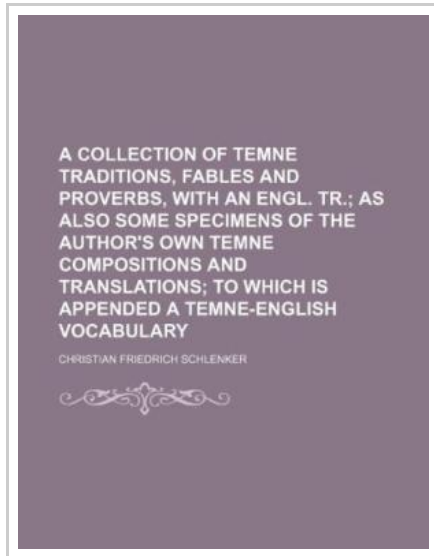 A COLLECTION OF TEMNE
TRADITIONS, FABLES AND
PROVERBS, WITH AN ENGL. TR.; AS
ALSO SOME SPECIMENS OF THE
AUTHOR'S OWN TEMNE
COMPOSITIONS AND
TRANSLATIONS; TO WHICH IS
APPENDED A TEMNE-ENGLISH
VOCABULARY
CHRISTIAN FRIEDRICH SCHLENKER